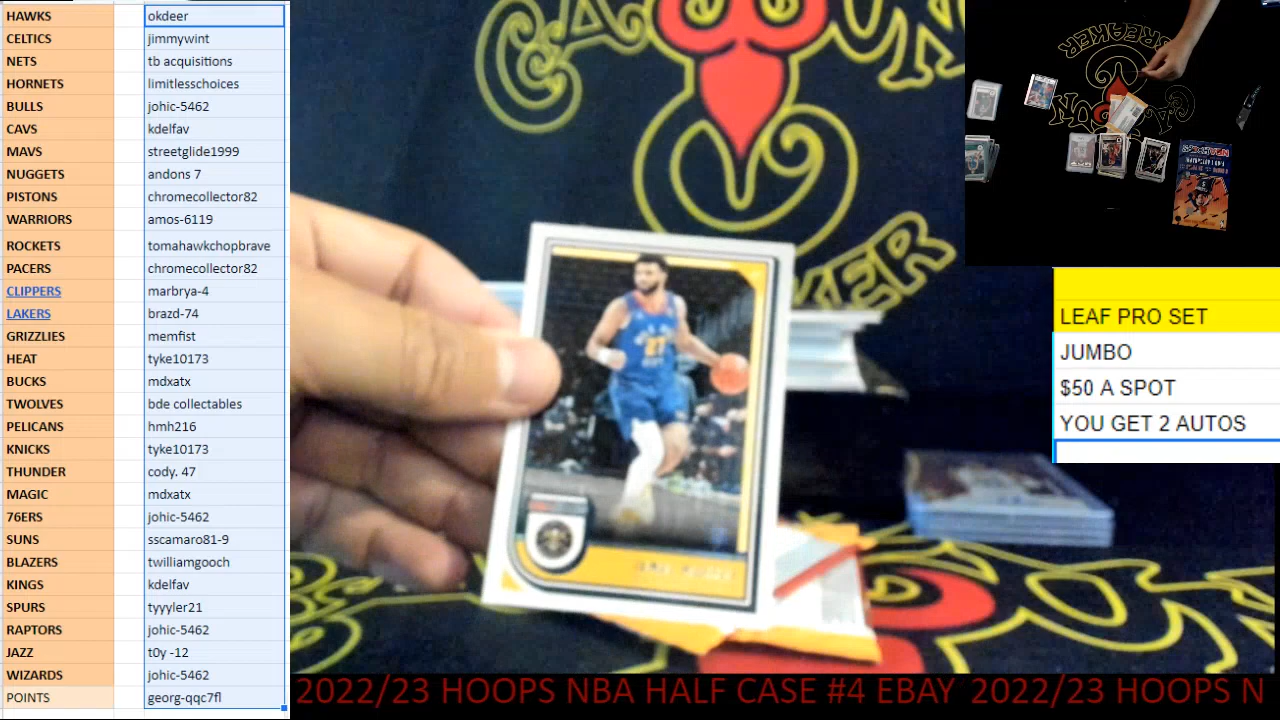 HAWKS okdeer
CELTICS jimmywint
NETS tb acquisitions
HORNETS limitlesschoices
BULLS johic-5462
CAVS kdelfav
MAVS streetglide1999
NUGGETS andons 7
PISTONS chromecollector82
WARRIORS amos-6119
ROCKETS tomahawkchopbrave
PACERS chromecollector82
CLIPPERS marbrya-4
LAKERS brazd-74
GRIZZLIES memfist
HEAT tyke10173
BUCKS mdxatx
TWOLVES bde collectables
PELICANS hmh216
KNICKS tyke10173
THUNDER cody. 47
MAGIC mdxatx
76ERS johic-5462
SUNS sscamaro81-9
BLAZERS twilliamgooch
KINGS kdelfav
SPURS tyyyler21
RAPTORS johic-5462
JAZZ t0y -12
WIZARDS johic-5462
POINTS georg-qqc7fl
27
BREAKER
LEAF PRO SET
JUMBO
$50 A SPOT
YOU GET 2 AUTOS
2022/23 HOOPS NBA HALF CASE #4 EBAY 2022/23 HOOPS N